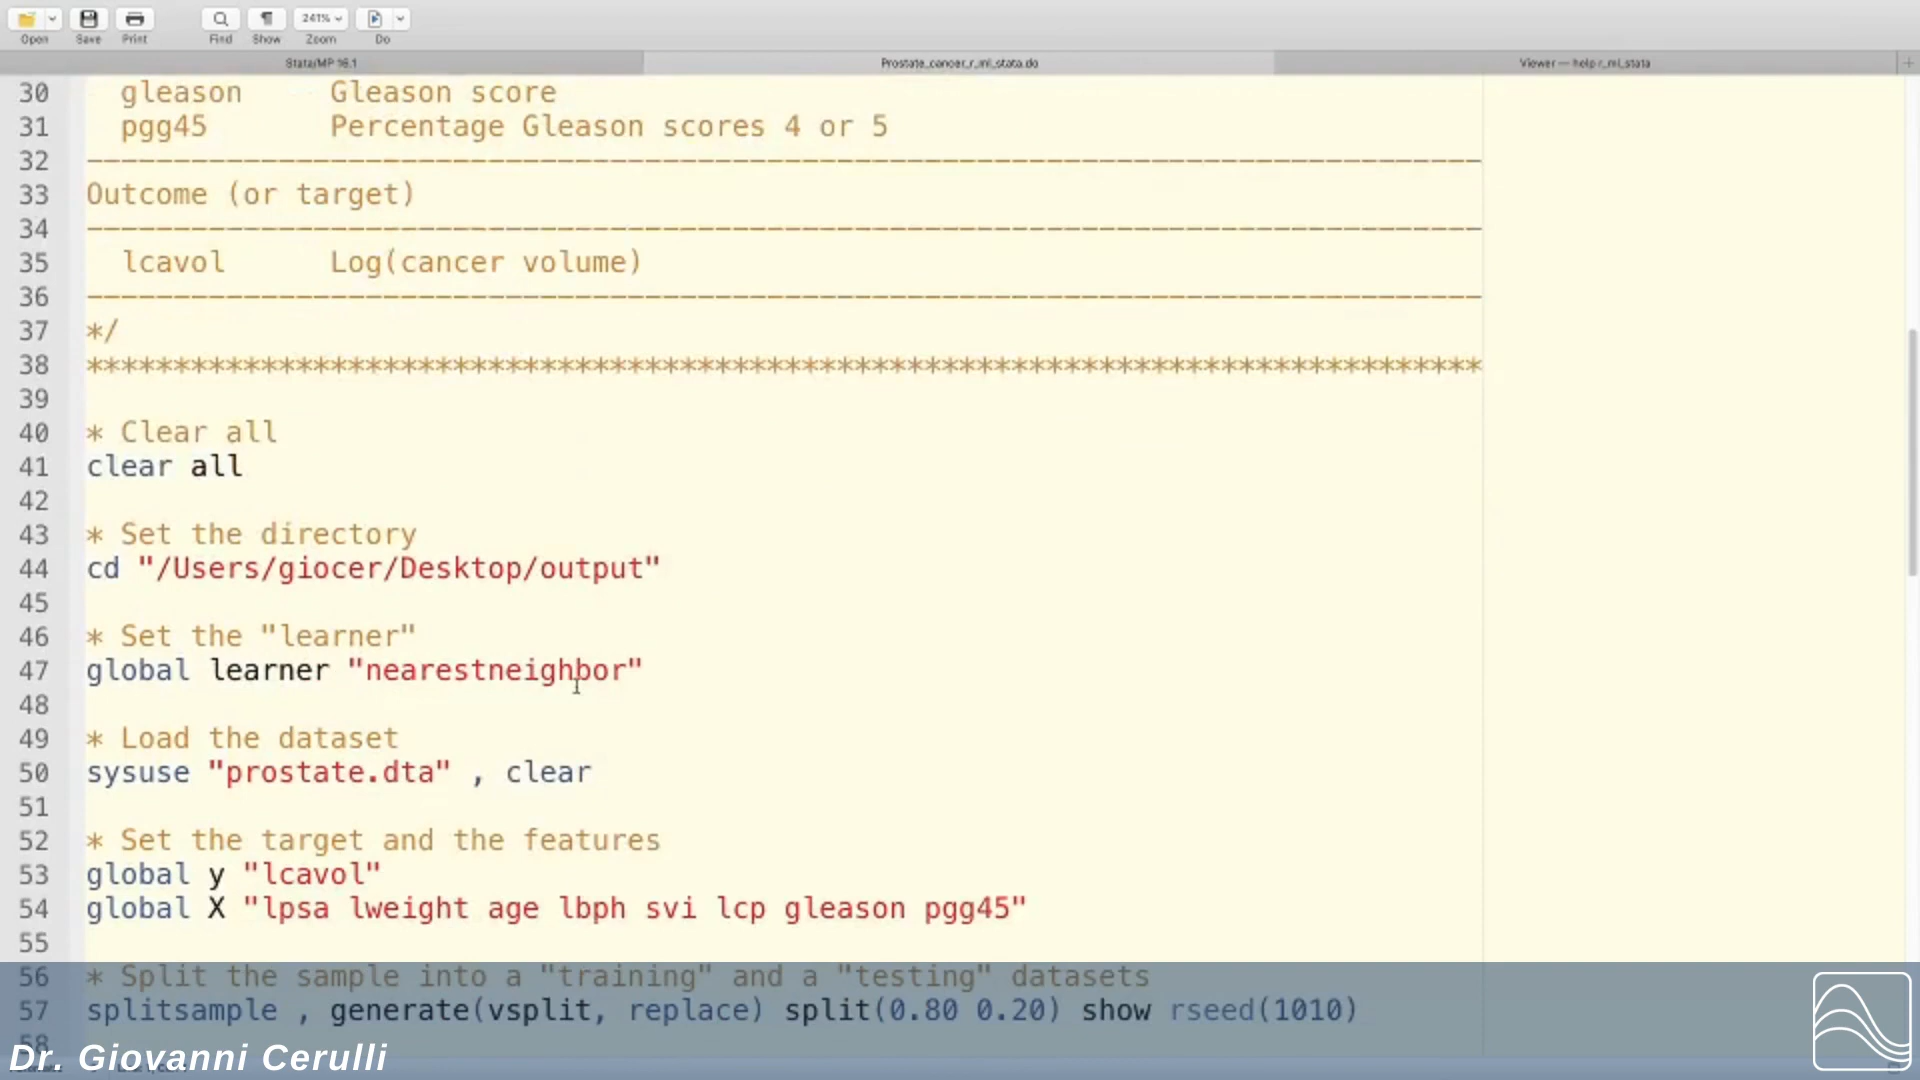 Open Save Print Find Show 241% Zoom Do
Stata/MP 16.1 Prostate_cancer_r_ml_stata.do Viewer — help r_ml_stata
30 gleason Gleason score
31 pgg45 Percentage Gleason scores 4 or 5
32 --------------------------------------------------------------------------------
33 Outcome (or target)
34 --------------------------------------------------------------------------------
35 lcavol Log(cancer volume)
36 --------------------------------------------------------------------------------
37 */
38 ********************************************************************************
39
40 * Clear all
41 clear all
42
43 * Set the directory
44 cd "/Users/giocer/Desktop/output"
45
46 * Set the "learner"
47 global learner "nearestneighbor"
48
49 * Load the dataset
50 sysuse "prostate.dta" , clear
51
52 * Set the target and the features
53 global y "lcavol"
54 global X "lpsa lweight age lbph svi lcp gleason pgg45"
55
56 * Split the sample into a "training" and a "testing" datasets
57 splitsample , generate(vsplit, replace) split(0.80 0.20) show rseed(1010)
58
Dr. Giovanni Cerulli